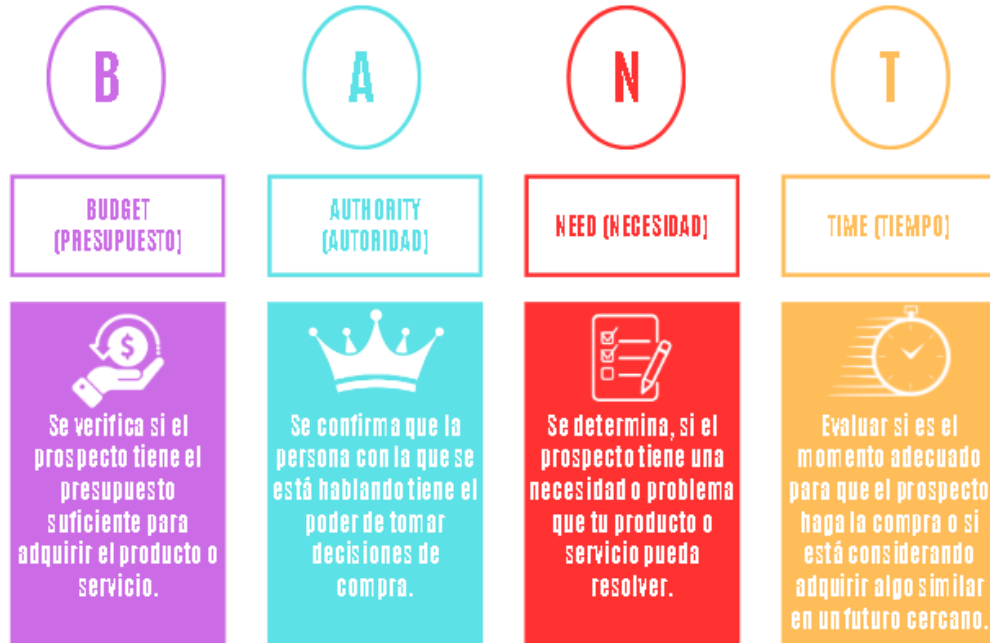 B
BUDGET
(PRESUPUESTO)
Se verifica si el
prospecto tiene el
presupuesto
suficiente para
adquirir el producto o
servicio.
A
AUTHORITY
(AUTORIDAD)
Se confirma que la
persona con la que se
está hablando tiene el
poder de tomar
decisiones de
compra.
N
NEED (NECESIDAD)
Se determina, si el
prospecto tiene una
necesidad o problema
que tu producto o
servicio pueda
resolver.
T
TIME (TIEMPO)
Evaluar si es el
momento adecuado
para que el prospecto
haga la compra o si
está considerando
adquirir algo similar
en un futuro cercano.